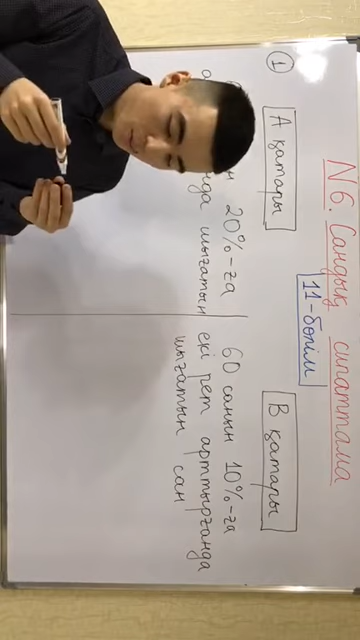 N6. Сандық сипаттама
11-бөлім
1
А қатары
20%-ға
шығатын
В қатары
60 санын 10%-ға
екі рет арттырғанда
шығатын сан